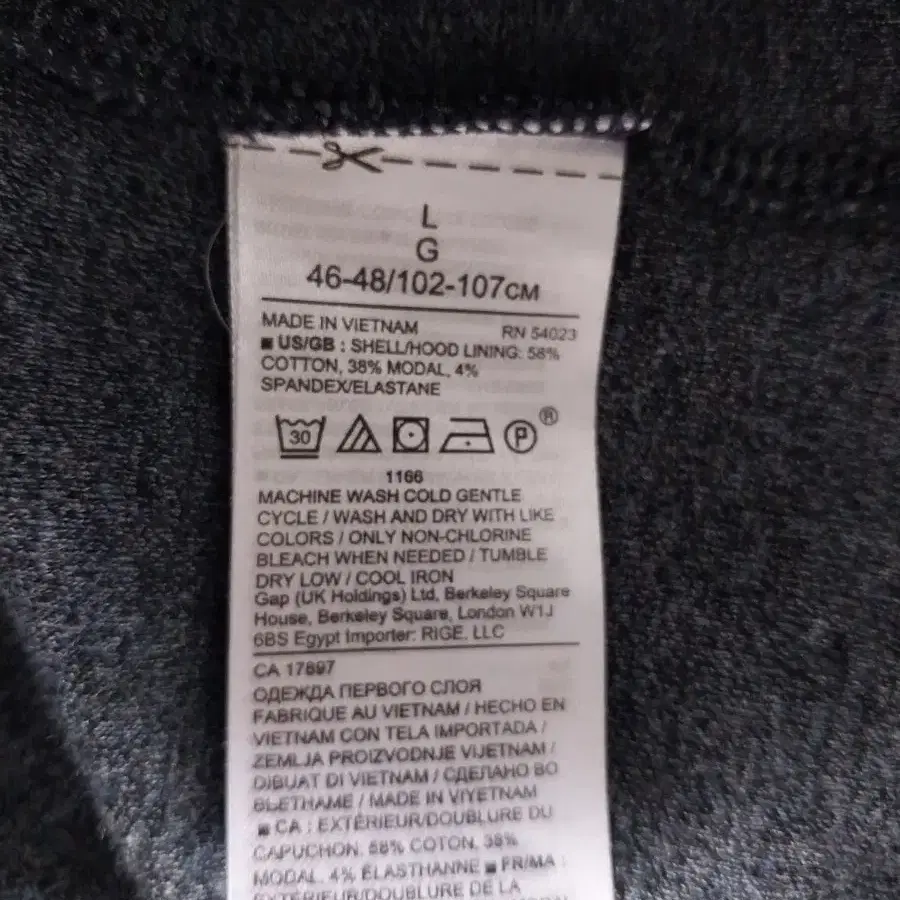 L
G
46-48/102-107CM
MADE IN VIETNAM RN 54023
■ US/GB : SHELL/HOOD LINING: 58%
COTTON, 38% MODAL, 4%
SPANDEX/ELASTANE
30 P ®
1166
MACHINE WASH COLD GENTLE
CYCLE / WASH AND DRY WITH LIKE
COLORS / ONLY NON-CHLORINE
BLEACH WHEN NEEDED / TUMBLE
DRY LOW / COOL IRON
Gap (UK Holdings) Ltd, Berkeley Square
House, Berkeley Square, London W1J
6BS Egypt Importer: RIGE, LLC
CA 17897
ОДЕЖДА ПЕРВОГО СЛОЯ
FABRIQUÉ AU VIETNAM / HECHO EN
VIETNAM CON TELA IMPORTADA /
ZEMLJA PROIZVODNJE VIJETNAM /
DIBUAT DI VIETNAM / СДЕЛАНО ВО
ВЬЕТНАМЕ / MADE IN VIYETNAM
■ CA : EXTÉRIEUR/DOUBLURE DU
CAPUCHON: 58% COTON, 38%
MODAL, 4% ÉLASTHANNE ■ FR/MA :
EXTÉRIEUR/DOUBLURE DE LA